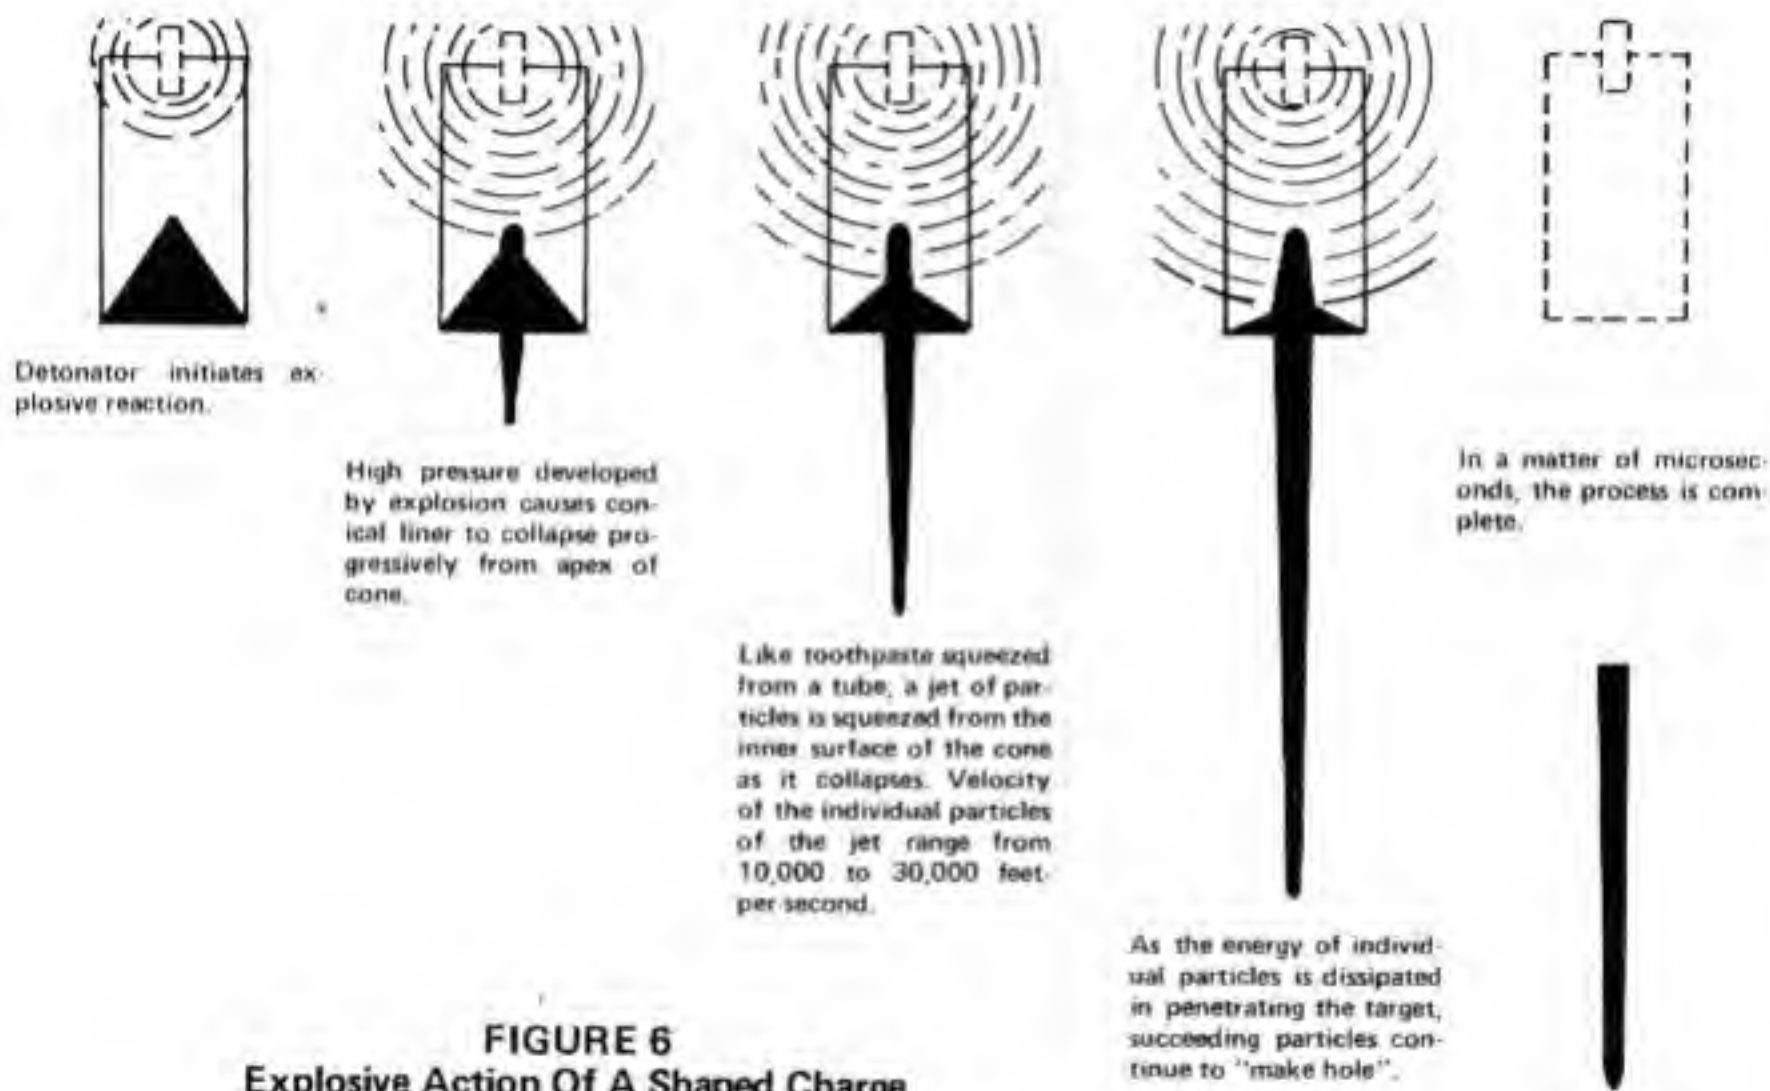 Detonator initiates ex-
plosive reaction.
High pressure developed
by explosion causes con-
ical liner to collapse pro-
gressively from apex of
cone.
Like toothpaste squeezed
from a tube, a jet of par-
ticles is squeezed from the
inner surface of the cone
as it collapses. Velocity
of the individual particles
of the jet range from
10,000 to 30,000 feet-
per-second.
As the energy of individ-
ual particles is dissipated
in penetrating the target,
succeeding particles con-
tinue to "make hole".
In a matter of microsec-
onds, the process is com-
plete.
FIGURE 6
Explosive Action Of A Shaped Charge